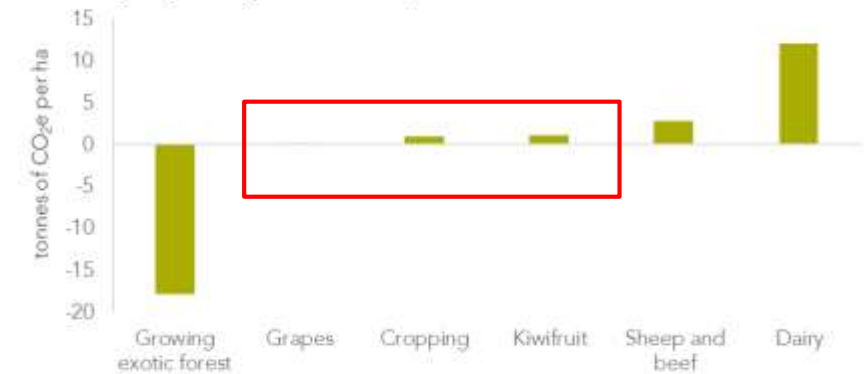 15
10
5
0
-5
-10
-15
-20
tonnes of CO₂e per ha
Growing
exotic forest
Grapes
Cropping
Kiwifruit
Sheep and
beef
Dairy